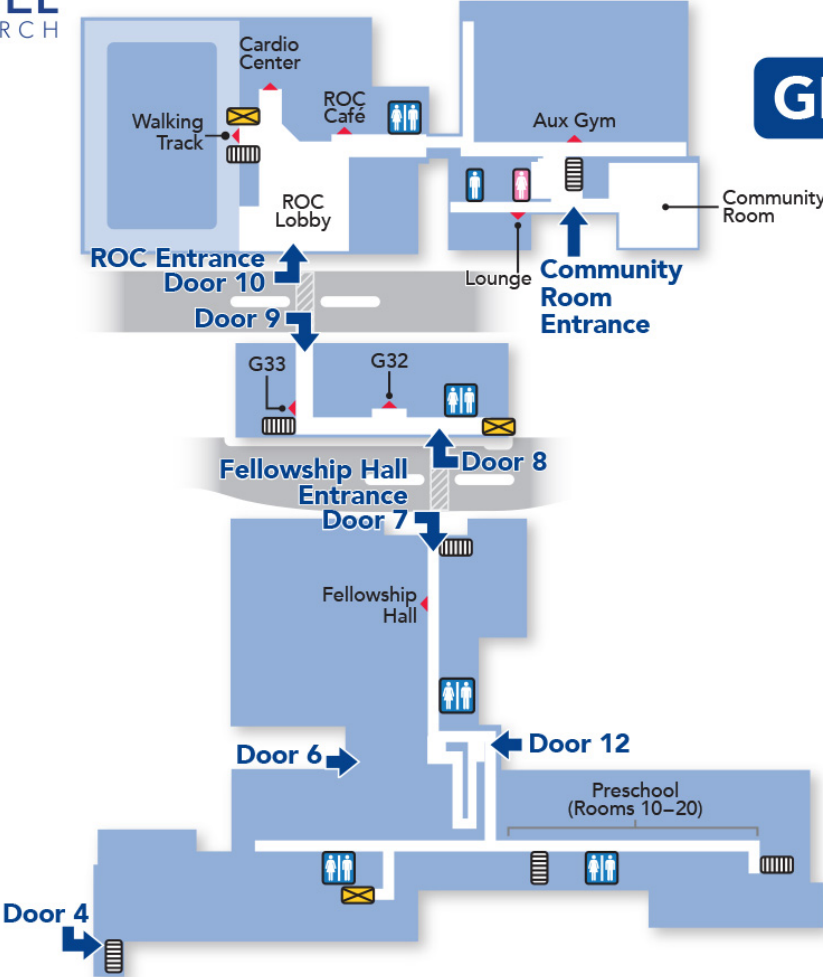 Cardio
Center
ROC
Café
Walking
Track
Aux Gym
ROC
Lobby
Community
Room
Lounge
ROC Entrance
Door 10
Community
Room
Entrance
Door 9
G33
G32
Door 8
Fellowship Hall
Entrance
Door 7
Fellowship
Hall
Door 6
Door 12
Preschool
(Rooms 10–20)
Door 4